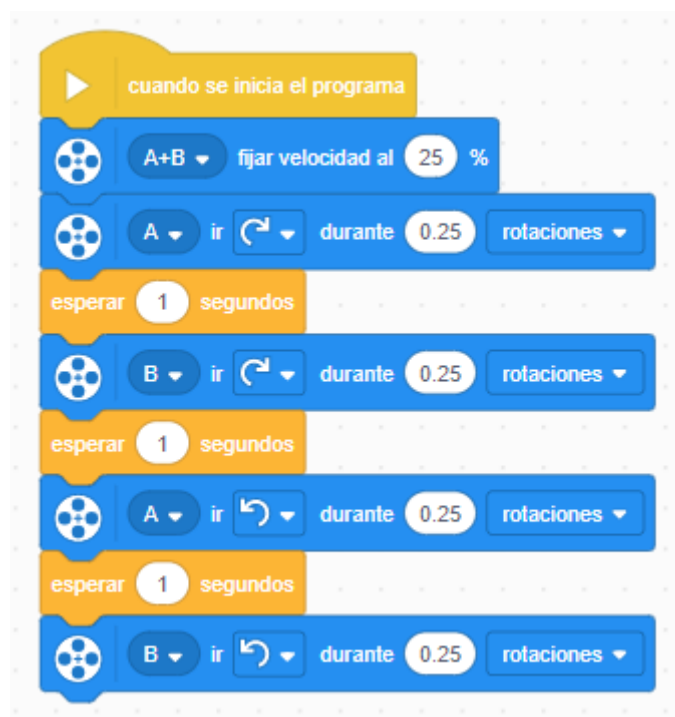 cuando se inicia el programa
A+B fijar velocidad al 25 %
A ir durante 0.25 rotaciones
esperar 1 segundos
B ir durante 0.25 rotaciones
esperar 1 segundos
A ir durante 0.25 rotaciones
esperar 1 segundos
B ir durante 0.25 rotaciones